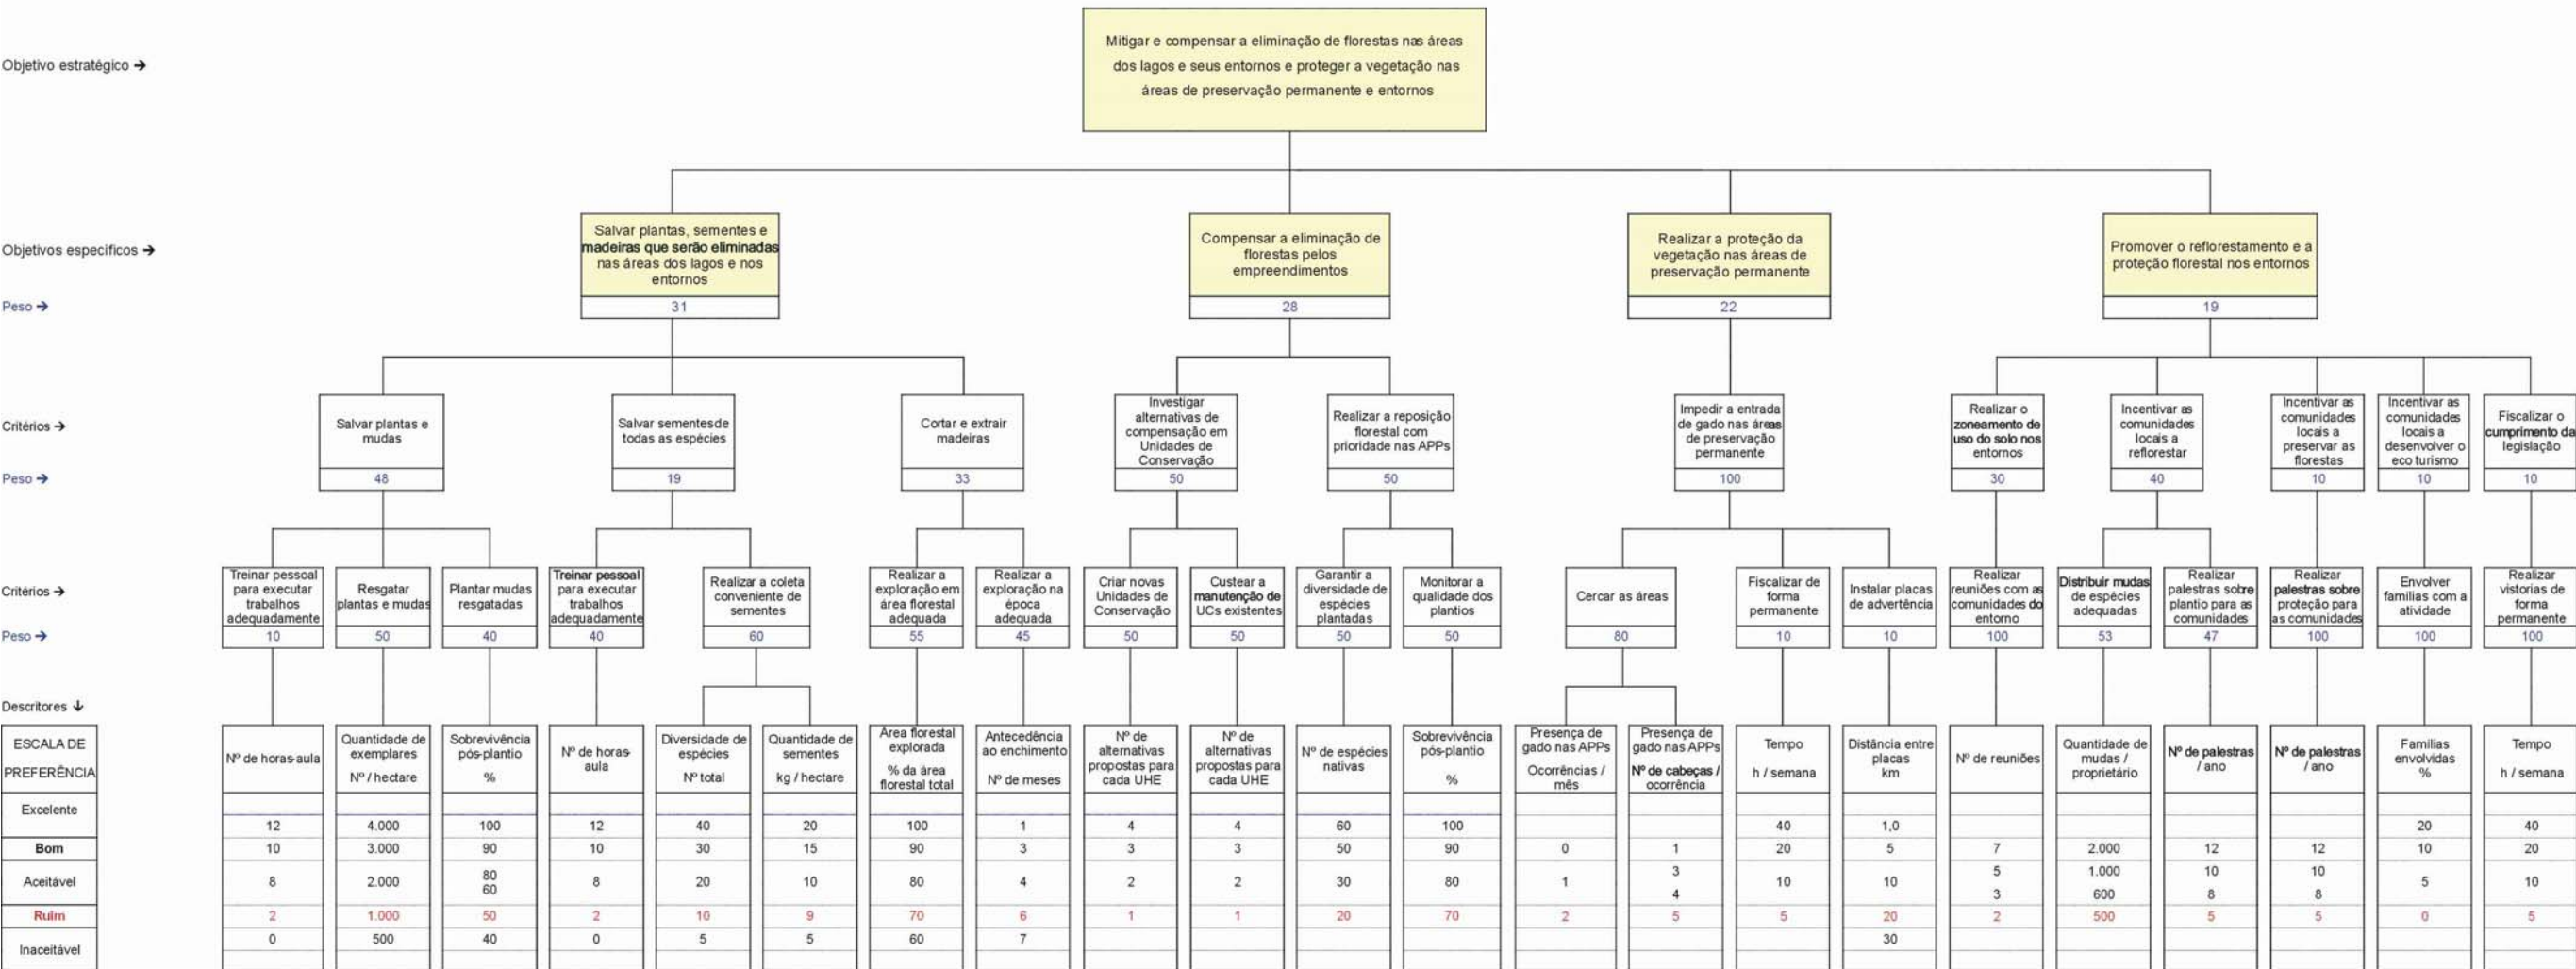 Objetivo estratégico →
Mitigar e compensar a eliminação de florestas nas áreas
dos lagos e seus entornos e proteger a vegetação nas
áreas de preservação permanente e entornos
Objetivos específicos →
Salvar plantas, sementes e
madeiras que serão eliminadas
nas áreas dos lagos e nos
entornos
Compensar a eliminação de
florestas pelos
empreendimentos
Realizar a proteção da
vegetação nas áreas de
preservação permanente
Promover o reflorestamento e a
proteção florestal nos entornos
Peso →
31
28
22
19
Critérios →
Salvar plantas e
mudas
Salvar sementesde
todas as espécies
Cortar e extrair
madeiras
Investigar
alternativas de
compensação em
Unidades de
Conservação
Realizar a reposição
florestal com
prioridade nas APPs
Impedir a entrada
de gado nas áreas
de preservação
permanente
Realizar o
zoneamento de
uso do solo nos
entornos
Incentivar as
comunidades
locais a
reflorestar
Incentivar as
comunidades
locais a
preservar as
florestas
Incentivar as
comunidades
locais a
desenvolver o
eco turismo
Fiscalizar o
cumprimento da
legislação
Peso →
48
19
33
50
50
100
30
40
10
10
10
Critérios →
Treinar pessoal
para executar
trabalhos
adequadamente
Resgatar
plantas e mudas
Plantar mudas
resgatadas
Treinar pessoal
para executar
trabalhos
adequadamente
Realizar a coleta
conveniente de
sementes
Realizar a
exploração em
área florestal
adequada
Realizar a
exploração na
época
adequada
Criar novas
Unidades de
Conservação
Custear a
manutenção de
UCs existentes
Garantir a
diversidade de
espécies
plantadas
Monitorar a
qualidade dos
plantios
Cercar as áreas
Fiscalizar de
forma
permanente
Instalar placas
de advertência
Realizar
reuniões com as
comunidades do
entorno
Distribuir mudas
de espécies
adequadas
Realizar
palestras sobre
plantio para as
comunidades
Realizar
palestras sobre
proteção para
as comunidades
Envolver
famílias com a
atividade
Realizar
vistorias de
forma
permanente
Peso →
10
50
40
40
60
55
45
50
50
50
50
80
10
10
100
53
47
100
100
100
Descritores ↓
ESCALA DE
PREFERÊNCIA
Nº de horas-aula
Quantidade de
exemplares
Nº / hectare
Sobrevivência
pós-plantio
%
Nº de horas-
aula
Diversidade de
espécies
Nº total
Quantidade de
sementes
kg / hectare
Área florestal
explorada
% da área
florestal total
Antecedência
ao enchimento
Nº de meses
Nº de
alternativas
propostas para
cada UHE
Nº de
alternativas
propostas para
cada UHE
Nº de espécies
nativas
Sobrevivência
pós-plantio
%
Presença de
gado nas APPs
Ocorrências /
mês
Presença de
gado nas APPs
Nº de cabeças /
ocorrência
Tempo
h / semana
Distância entre
placas
km
Nº de reuniões
Quantidade de
mudas /
proprietário
Nº de palestras
/ ano
Nº de palestras
/ ano
Famílias
envolvidas
%
Tempo
h / semana
Excelente
12 4.000 100 12 40 20 100 1 4 4 60 100 40 1,0 20 40
Bom 10 3.000 90 10 30 15 90 3 3 3 50 90 0 1 20 5 7 2.000 12 12 10 20
80 3 5 1.000 10 10
Aceitável 8 2.000 8 20 10 80 4 2 2 30 80 1 10 10 5 10
60 4 3 600 8 8
Ruim 2 1.000 50 2 10 9 70 6 1 1 20 70 2 5 5 20 2 500 5 5 0 5
0 500 40 0 5 5 60 7 30
Inaceitável